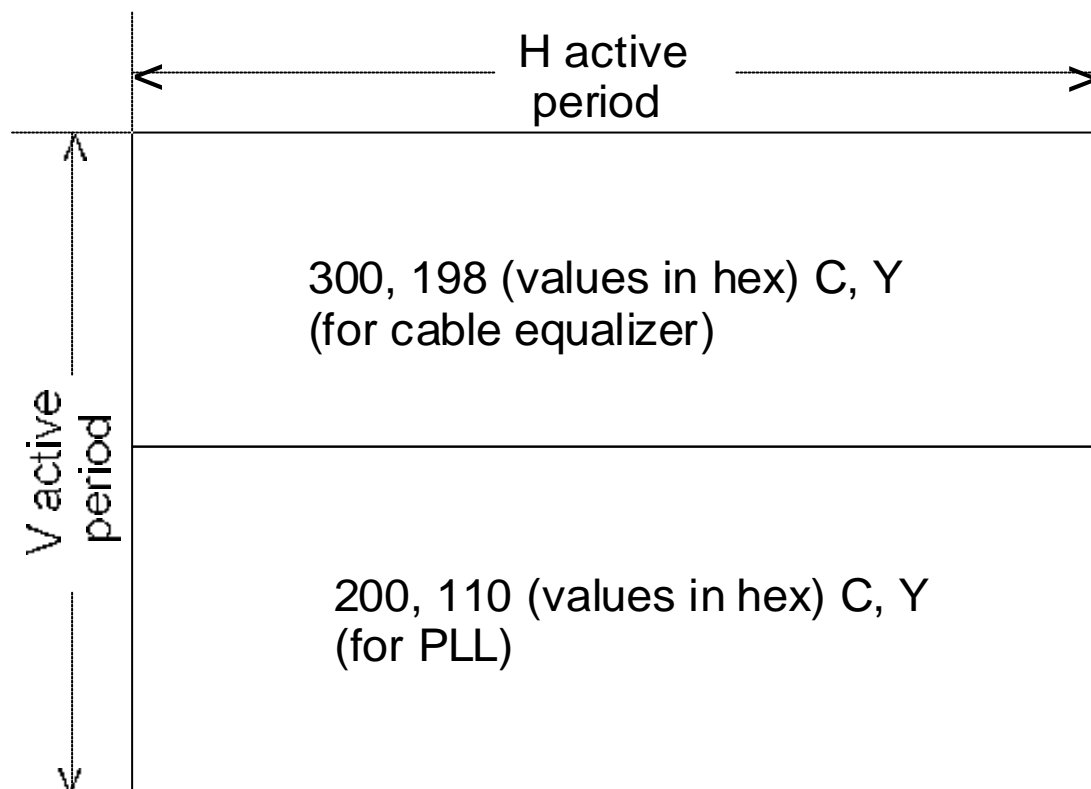 H active
period
300, 198 (values in hex) C, Y
(for cable equalizer)
V active
period
200, 110 (values in hex) C, Y
(for PLL)